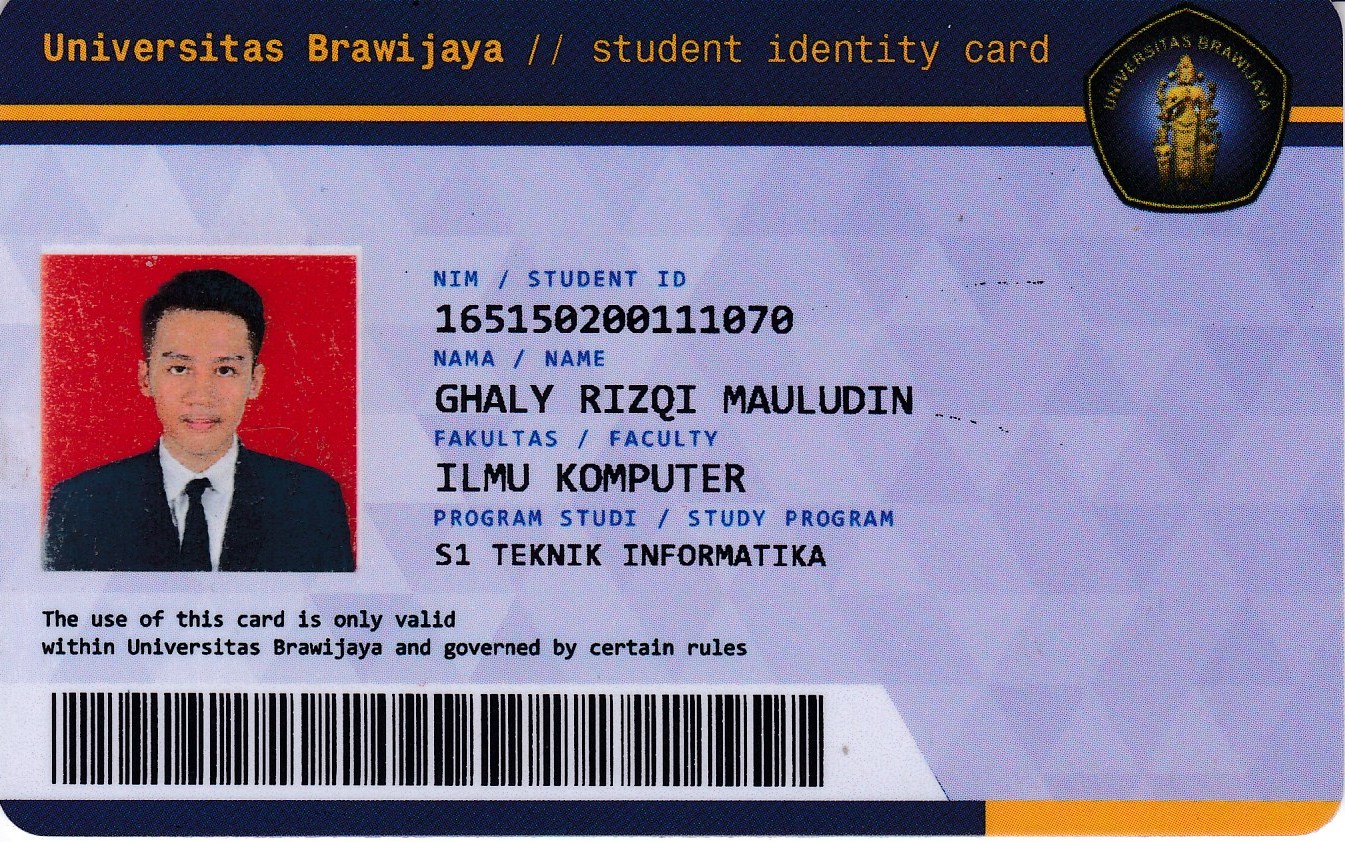 Universitas Brawijaya // student identity card
UNIVERSITAS BRAWIJAYA
NIM / STUDENT ID
165150200111070
NAMA / NAME
GHALY RIZQI MAULUDIN
FAKULTAS / FACULTY
ILMU KOMPUTER
PROGRAM STUDI / STUDY PROGRAM
S1 TEKNIK INFORMATIKA
The use of this card is only valid
within Universitas Brawijaya and governed by certain rules